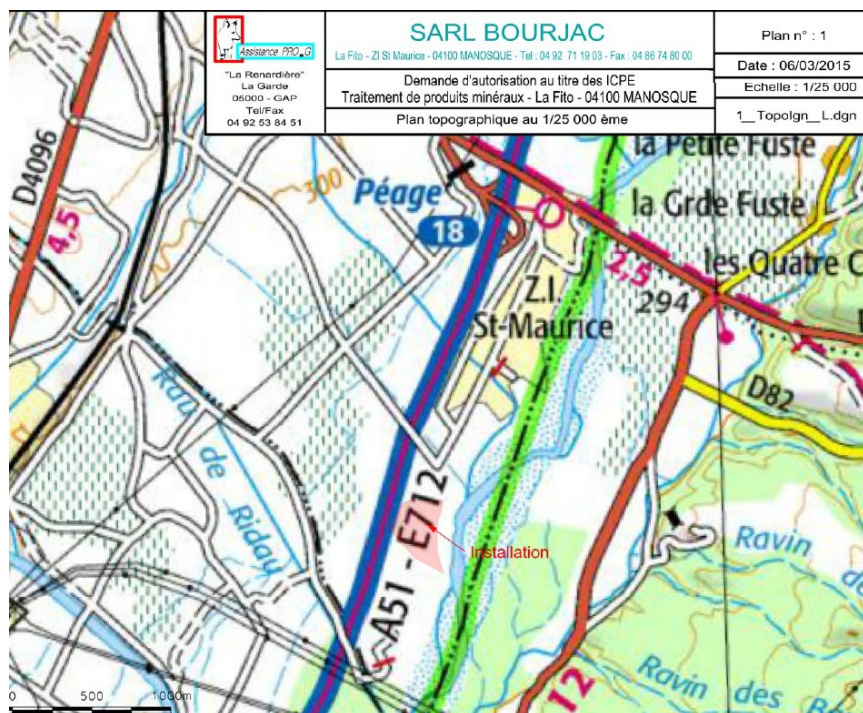 Assistance PRO.G
"La Renardière"
La Garde
05000 - GAP
Tel/Fax
04 92 53 84 51
SARL BOURJAC
La Fito - ZI St Maurice - 04100 MANOSQUE - Tel : 04 92 71 19 03 - Fax : 04 86 74 80 00
Demande d'autorisation au titre des ICPE
Traitement de produits minéraux - La Fito - 04100 MANOSQUE
Plan topographique au 1/25 000 ème
Plan n° : 1
Date : 06/03/2015
Echelle : 1/25 000
1__TopoIgn_L.dgn
D4096
4,5
300
Péage
18
la Petite Fuste
la Grde Fuste
les Quatre C
2,5
294
Z.I.
St-Maurice
D82
Rau
de Riday
A51 - E712
Installation
Ravin
Ravin des
12
0 500 1000m